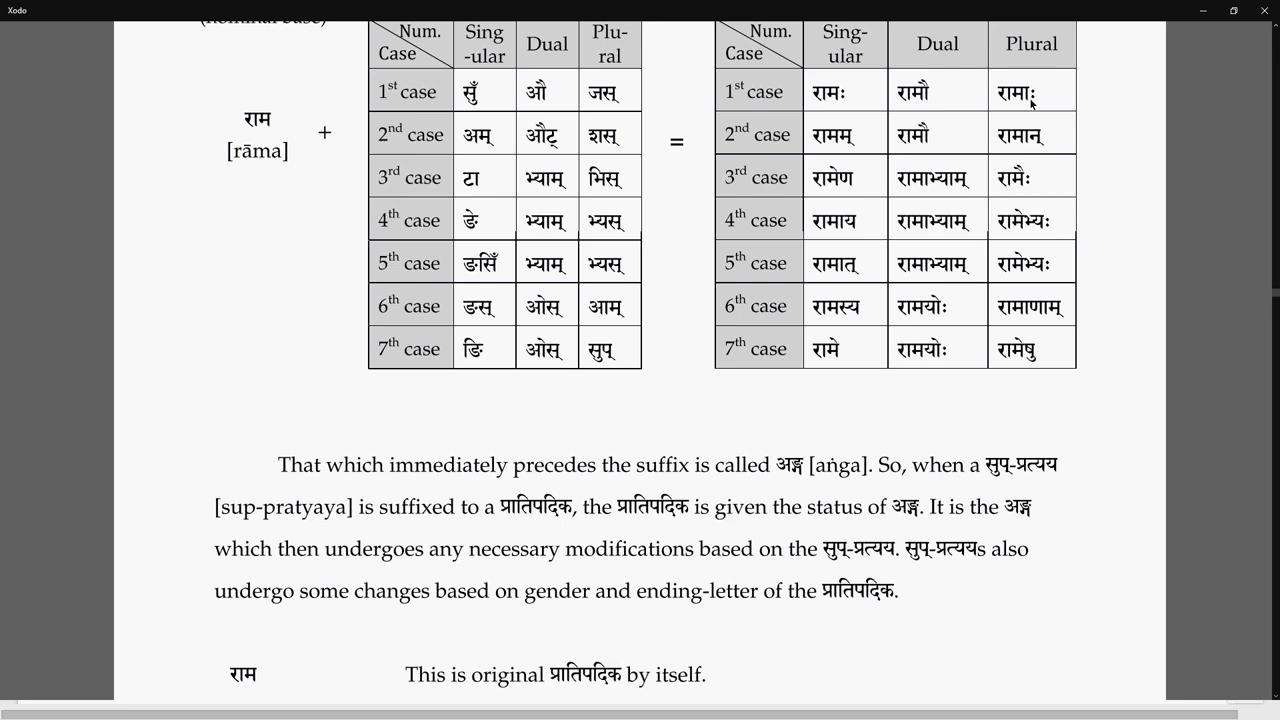 Xodo
(nominal base)
Num. Sing Dual Plu-
Case -ular ral
1st case सुँ औ जस्
2nd case अम् औट् शस्
3rd case टा भ्याम् भिस्
4th case ङे भ्याम् भ्यस्
5th case ङसिँ भ्याम् भ्यस्
6th case ङस् ओस् आम्
7th case ङि ओस् सुप्
राम
[rāma]
+
=
Num. Sing- Dual Plural
Case ular
1st case रामः रामौ रामाः
2nd case रामम् रामौ रामान्
3rd case रामेण रामाभ्याम् रामैः
4th case रामाय रामाभ्याम् रामेभ्यः
5th case रामात् रामाभ्याम् रामेभ्यः
6th case रामस्य रामयोः रामाणाम्
7th case रामे रामयोः रामेषु
That which immediately precedes the suffix is called अङ्ग [aṅga]. So, when a सुप्-प्रत्यय
[sup-pratyaya] is suffixed to a प्रातिपदिक, the प्रातिपदिक is given the status of अङ्ग. It is the अङ्ग
which then undergoes any necessary modifications based on the सुप्-प्रत्यय. सुप्-प्रत्ययs also
undergo some changes based on gender and ending-letter of the प्रातिपदिक.
राम This is original प्रातिपदिक by itself.